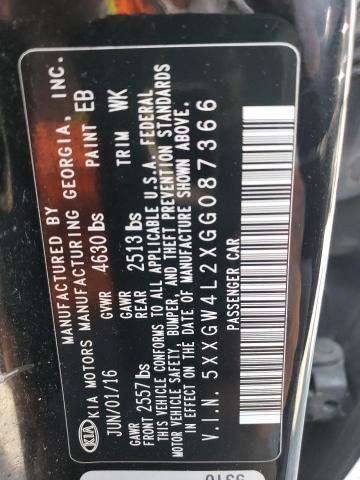 MANUFACTURED BY
KIA KIA MOTORS MANUFACTURING GEORGIA, INC.
JUN/01/16 GVWR 4630 lbs PAINT EB
GAWR FRONT 2557 lbs GAWR REAR 2513 lbs TRIM WK
THIS VEHICLE CONFORMS TO ALL APPLICABLE U.S.A. FEDERAL
MOTOR VEHICLE SAFETY, BUMPER, AND THEFT PREVENTION STANDARDS
IN EFFECT ON THE DATE OF MANUFACTURE SHOWN ABOVE.
V.I.N. 5XXGW4L2XGG087366
PASSENGER CAR